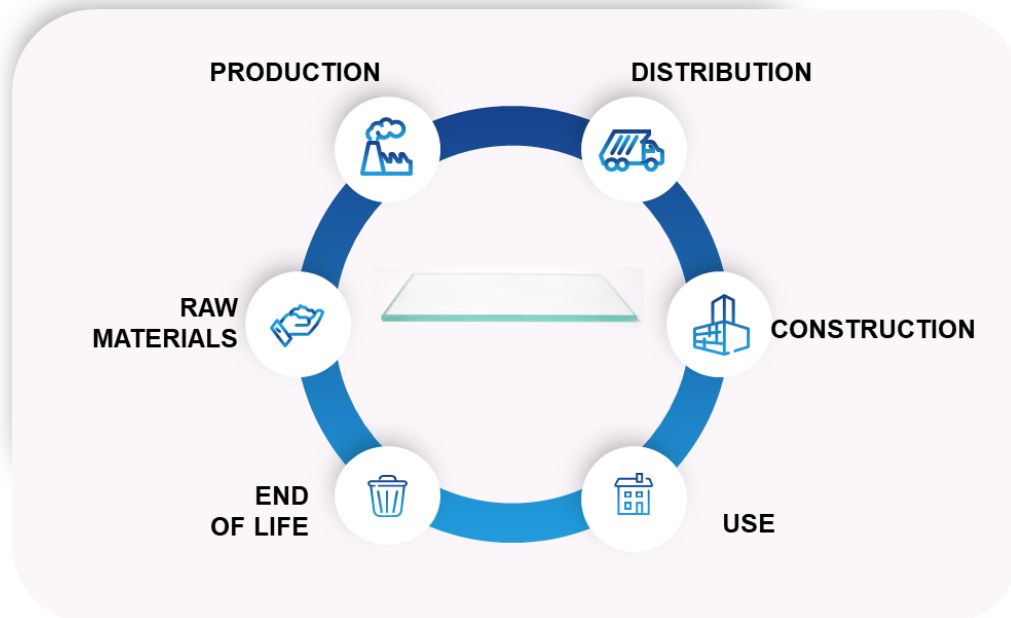 PRODUCTION
DISTRIBUTION
RAW
MATERIALS
CONSTRUCTION
END
OF LIFE
USE